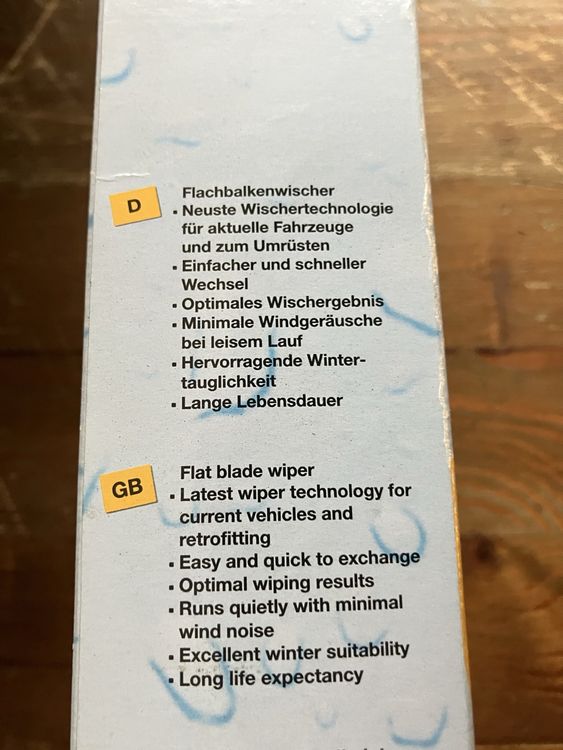 D
Flachbalkenwischer
▪ Neuste Wischertechnologie
für aktuelle Fahrzeuge
und zum Umrüsten
▪ Einfacher und schneller
Wechsel
▪ Optimales Wischergebnis
▪ Minimale Windgeräusche
bei leisem Lauf
▪ Hervorragende Winter-
tauglichkeit
▪ Lange Lebensdauer
GB
Flat blade wiper
▪ Latest wiper technology for
current vehicles and
retrofitting
▪ Easy and quick to exchange
▪ Optimal wiping results
▪ Runs quietly with minimal
wind noise
▪ Excellent winter suitability
▪ Long life expectancy